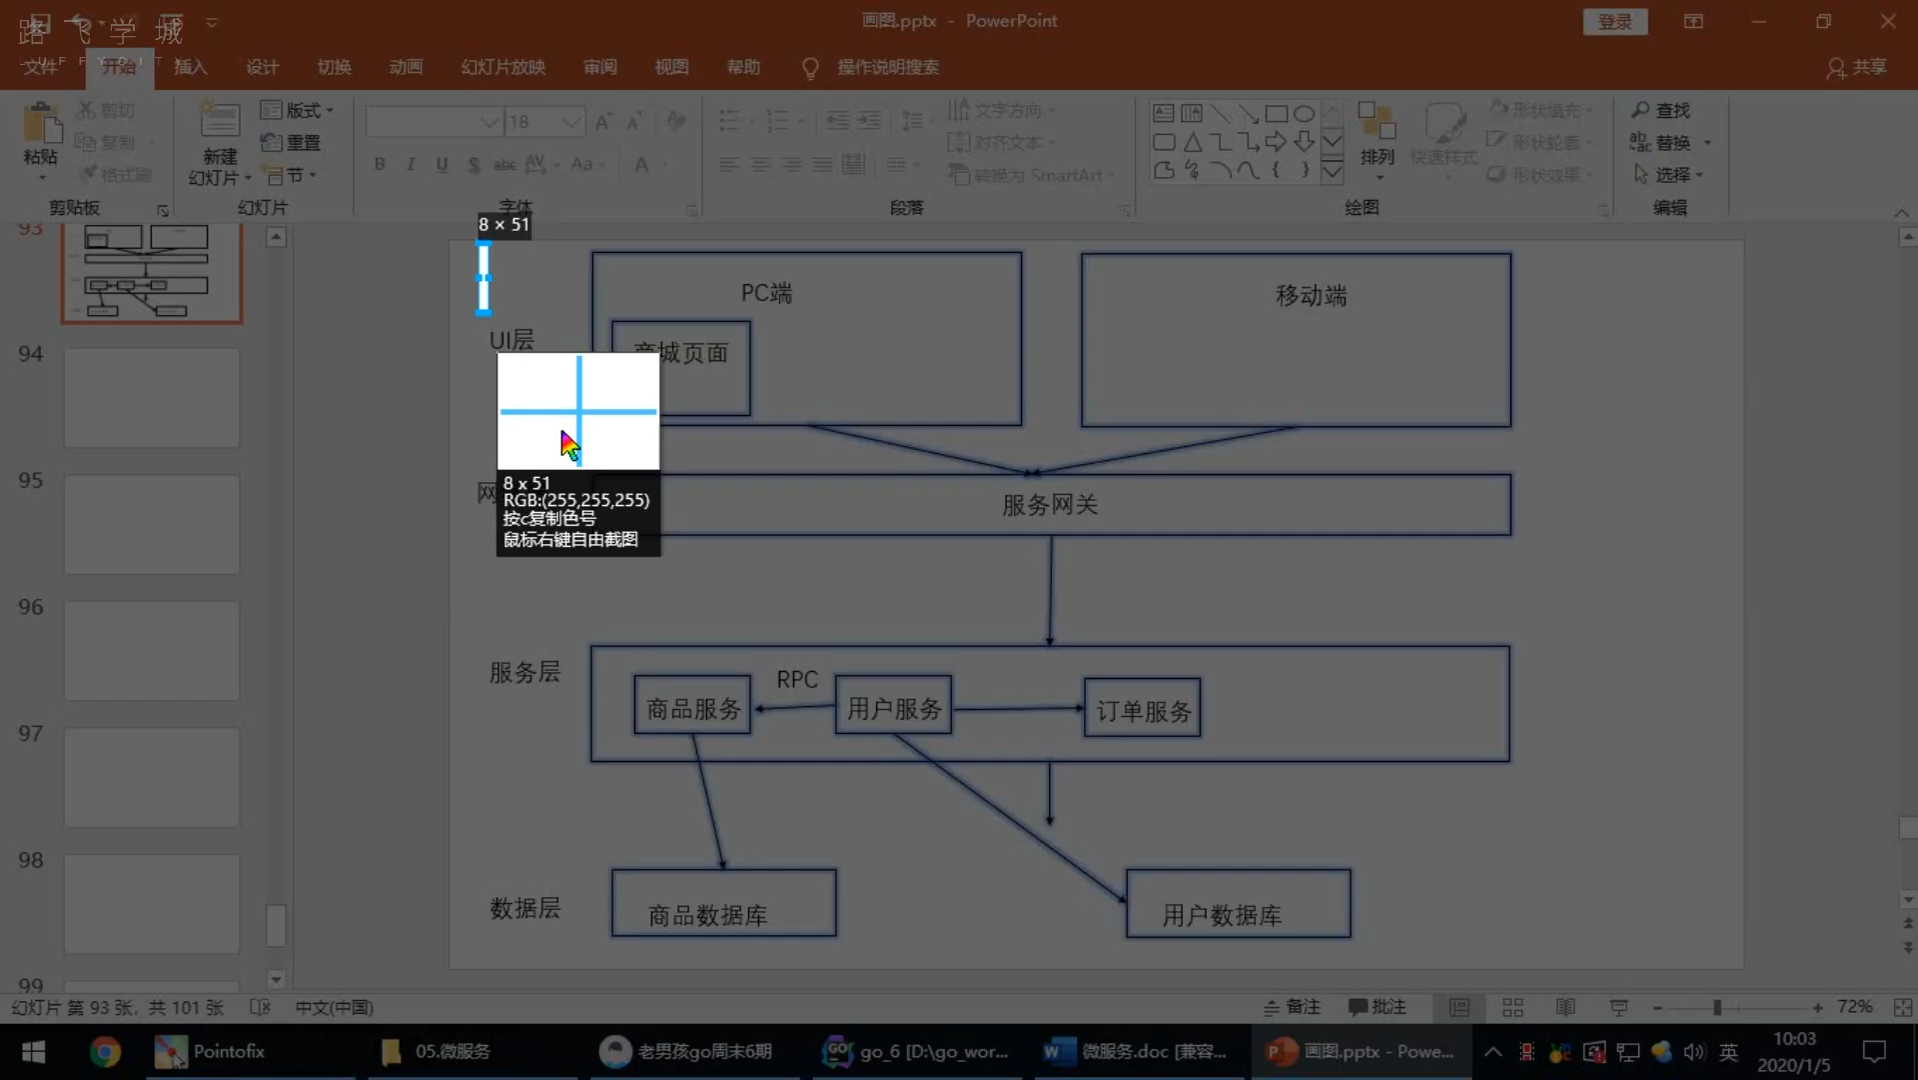 路飞学城
LUFFYCITY
画图.pptx - PowerPoint
登录
文件 开始 插入 设计 切换 动画 幻灯片放映 审阅 视图 帮助 操作说明搜索 共享
粘贴
剪切
复制
格式刷
剪贴板
新建
幻灯片
版式
重置
节
幻灯片
18
字体
文字方向
对齐文本
转换为 SmartArt
段落
排列
快速样式
形状填充
形状轮廓
形状效果
绘图
查找
替换
选择
编辑
8 × 51
93
94
95
96
97
98
99
PC端
移动端
UI层
商城页面
8 x 51
RGB:(255,255,255)
按c复制色号
鼠标右键自由截图
网
服务网关
服务层
RPC
商品服务
用户服务
订单服务
数据层
商品数据库
用户数据库
幻灯片 第 93 张，共 101 张
中文(中国)
备注
批注
72%
Pointofix
05.微服务
老男孩go周末6期
go_6 [D:\go_wor...
微服务.doc [兼容...
画图.pptx - Powe...
英
10:03
2020/1/5